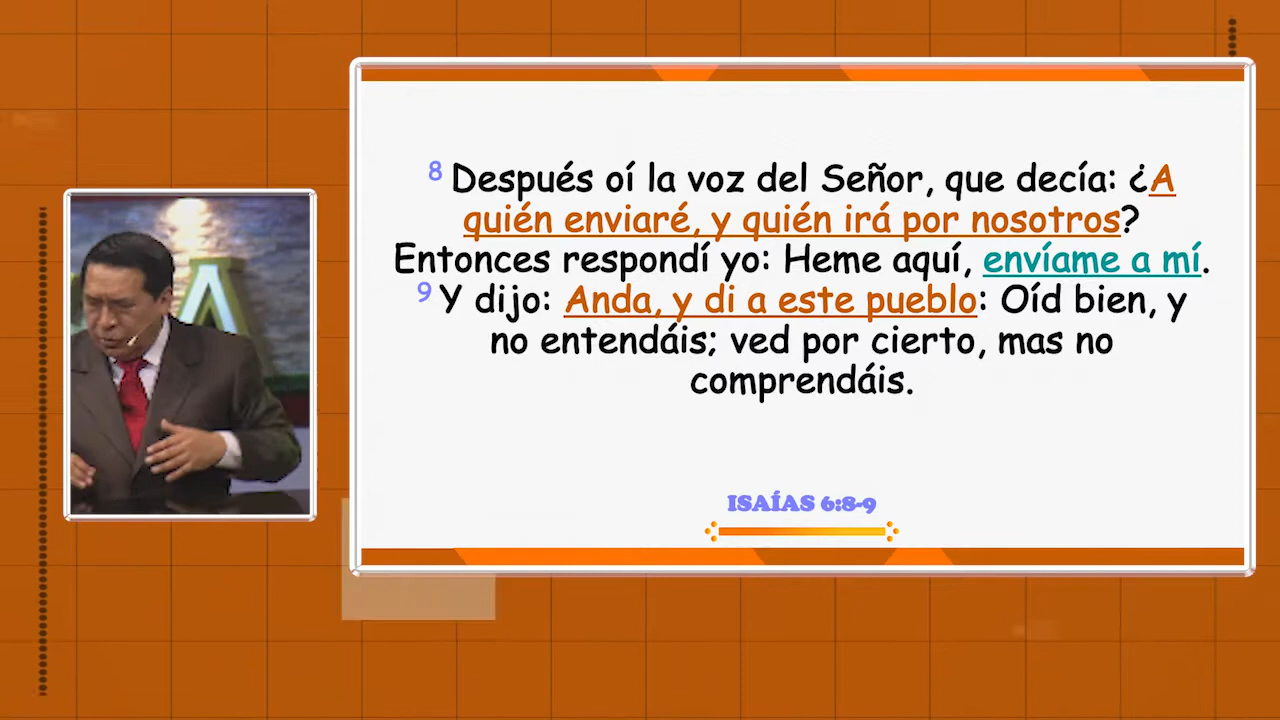 8 Después oí la voz del Señor, que decía: ¿A
quién enviaré, y quién irá por nosotros?
Entonces respondí yo: Heme aquí, envíame a mí.
9 Y dijo: Anda, y di a este pueblo: Oíd bien, y
no entendáis; ved por cierto, mas no
comprendáis.
ISAÍAS 6:8-9